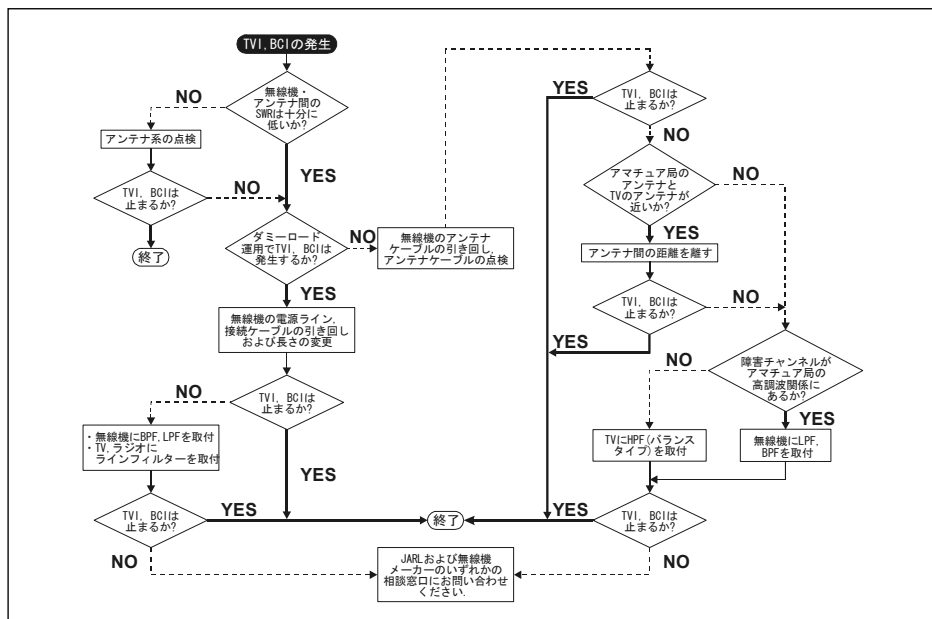 TVI,BCIの発生
無線機・
アンテナ間の
SWRは十分に
低いか?
NO
アンテナ系の点検
YES
TVI, BCIは
止まるか?
NO
終了
ダミーロード
運用でTVI, BCIは
発生するか?
NO
無線機のアンテナ
ケーブルの引き回し,
アンテナケーブルの点検
YES
無線機の電源ライン,
接続ケーブルの引き回し
および長さの変更
TVI, BCIは
止まるか?
NO
・無線機にBPF,LPFを取付
・TV,ラジオに
ラインフィルターを取付
YES
TVI, BCIは
止まるか?
YES
NO
終了
TVI, BCIは
止まるか?
YES
NO
アマチュア局の
アンテナと
TVのアンテナが
近いか?
NO
YES
アンテナ間の距離を離す
TVI, BCIは
止まるか?
NO
YES
障害チャンネルが
アマチュア局の
高調波関係に
あるか?
NO
YES
TVにHPF(バランス
タイプ)を取付
無線機にLPF,
BPFを取付
TVI, BCIは
止まるか?
YES
NO
JARLおよび無線機
メーカーのいずれかの
相談窓口にお問い合わせ
ください.